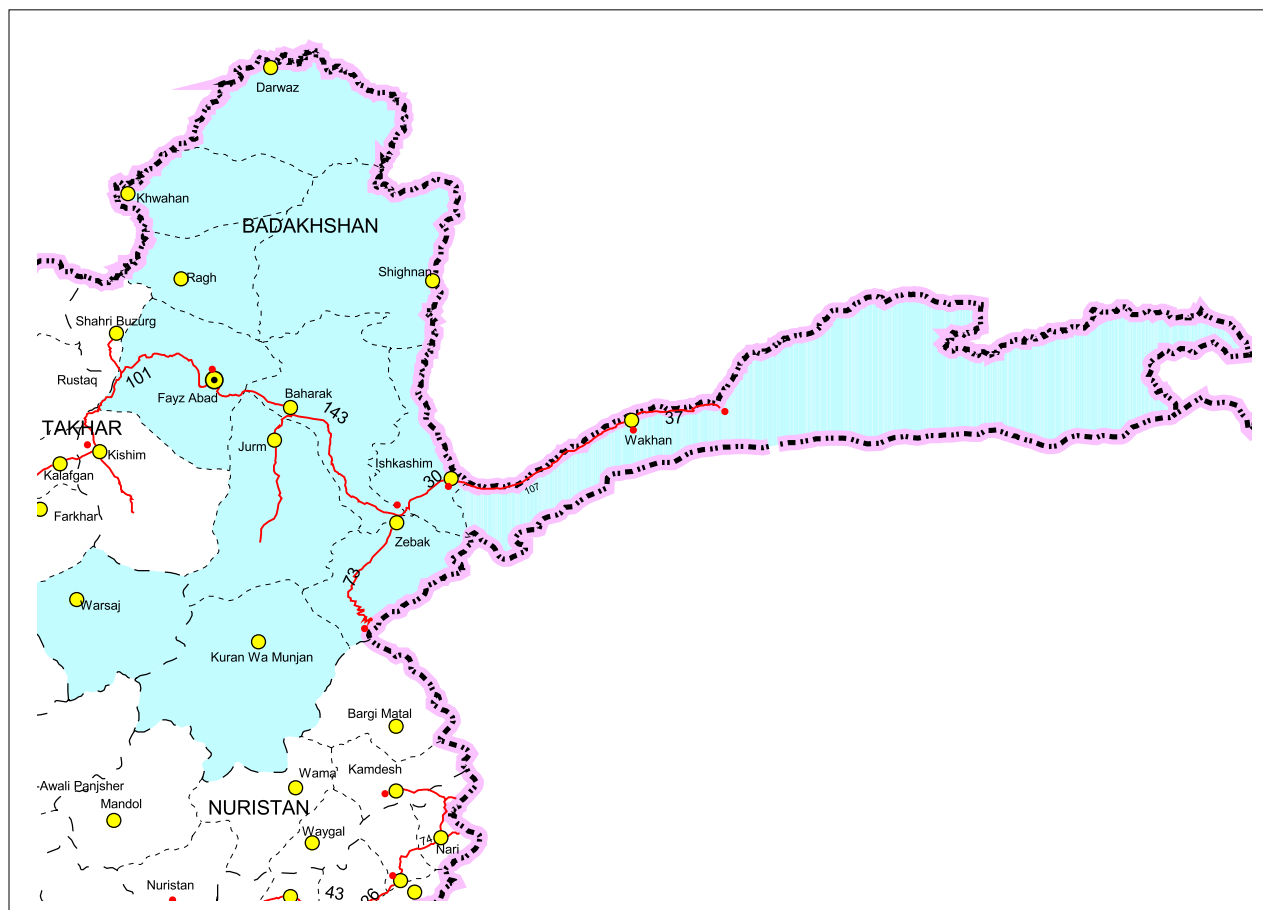 Darwaz
Khwahan
BADAKHSHAN
Ragh
Shighnan
Shahri Buzurg
Rustaq
101
Fayz Abad
Baharak
143
37
Wakhan
TAKHAR
Jurm
Kishim
Kalafgan
Ishkashim
30
107
Farkhar
Zebak
73
Warsaj
Kuran Wa Munjan
Bargi Matal
Wama
Kamdesh
Awali Panjsher
Mandol
NURISTAN
Waygal
74
Nari
Nuristan
43